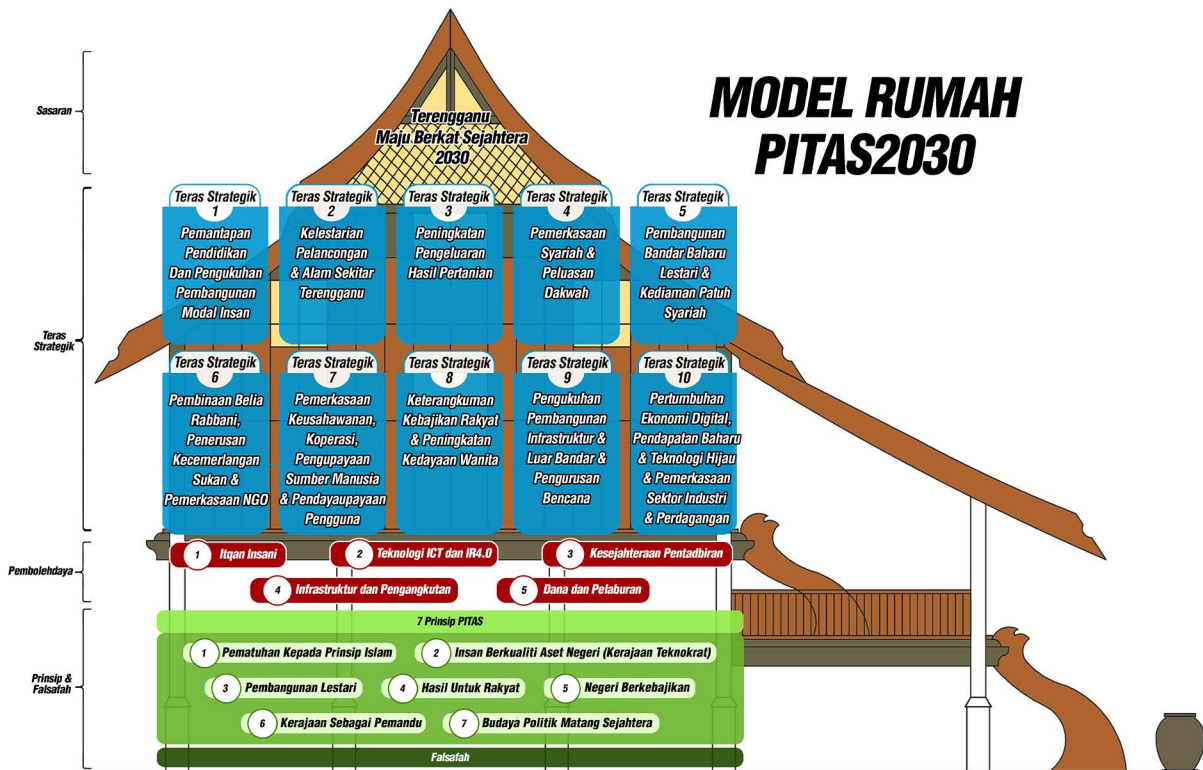 MODEL RUMAH
PITAS2030
Sasaran
Terengganu
Maju Berkat Sejahtera
2030
Teras
Strategik
Teras Strategik
1
Pemantapan
Pendidikan
Dan Pengukuhan
Pembangunan
Modal Insan
Teras Strategik
2
Kelestarian
Pelancongan
& Alam Sekitar
Terengganu
Teras Strategik
3
Peningkatan
Pengeluaran
Hasil Pertanian
Teras Strategik
4
Pemerkasaan
Syariah &
Peluasan
Dakwah
Teras Strategik
5
Pembangunan
Bandar Baharu
Lestari &
Kediaman Patuh
Syariah
Teras Strategik
6
Pembinaan Belia
Rabbani,
Penerusan
Kecemerlangan
Sukan &
Pemerkasaan NGO
Teras Strategik
7
Pemerkasaan
Keusahawanan,
Koperasi,
Pengupayaan
Sumber Manusia
& Pendayaupayaan
Pengguna
Teras Strategik
8
Keterangkuman
Kebajikan Rakyat
& Peningkatan
Kedayaan Wanita
Teras Strategik
9
Pengukuhan
Pembangunan
Infrastruktur &
Luar Bandar &
Pengurusan
Bencana
Teras Strategik
10
Pertumbuhan
Ekonomi Digital,
Pendapatan Baharu
& Teknologi Hijau
& Pemerkasaan
Sektor Industri
& Perdagangan
Pembolehdaya
1 Itqan Insani
2 Teknologi ICT dan IR4.0
3 Kesejahteraan Pentadbiran
4 Infrastruktur dan Pengangkutan
5 Dana dan Pelaburan
Prinsip &
Falsafah
7 Prinsip PITAS
1 Pematuhan Kepada Prinsip Islam
2 Insan Berkualiti Aset Negeri (Kerajaan Teknokrat)
3 Pembangunan Lestari
4 Hasil Untuk Rakyat
5 Negeri Berkebajikan
6 Kerajaan Sebagai Pemandu
7 Budaya Politik Matang Sejahtera
Falsafah